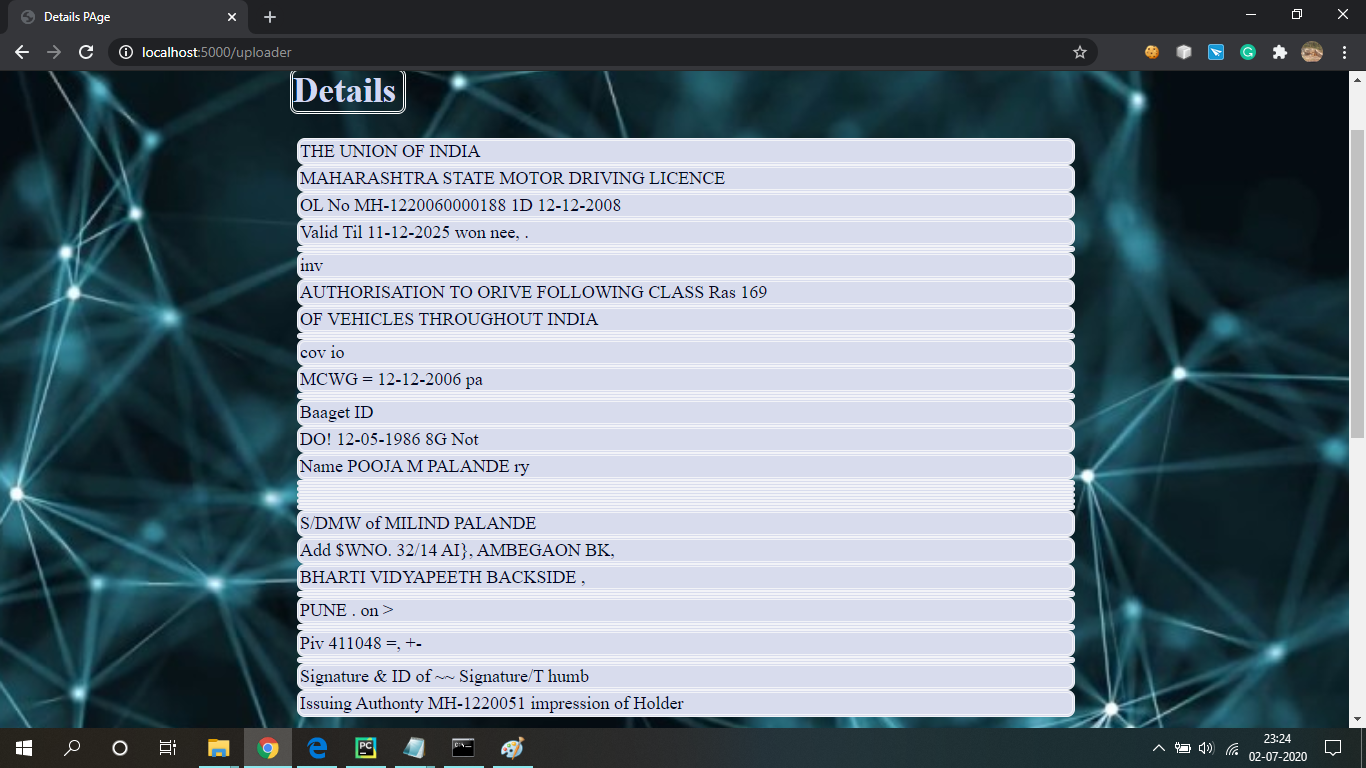 Details PAge
localhost:5000/uploader
Details
THE UNION OF INDIA
MAHARASHTRA STATE MOTOR DRIVING LICENCE
OL No MH-1220060000188 1D 12-12-2008
Valid Til 11-12-2025 won nee, .
inv
AUTHORISATION TO ORIVE FOLLOWING CLASS Ras 169
OF VEHICLES THROUGHOUT INDIA
cov io
MCWG = 12-12-2006 pa
Baaget ID
DO! 12-05-1986 8G Not
Name POOJA M PALANDE ry
S/DMW of MILIND PALANDE
Add $WNO. 32/14 AI}, AMBEGAON BK,
BHARTI VIDYAPEETH BACKSIDE ,
PUNE . on >
Piv 411048 =, +-
Signature & ID of ~~ Signature/T humb
Issuing Authonty MH-1220051 impression of Holder
23:24
02-07-2020